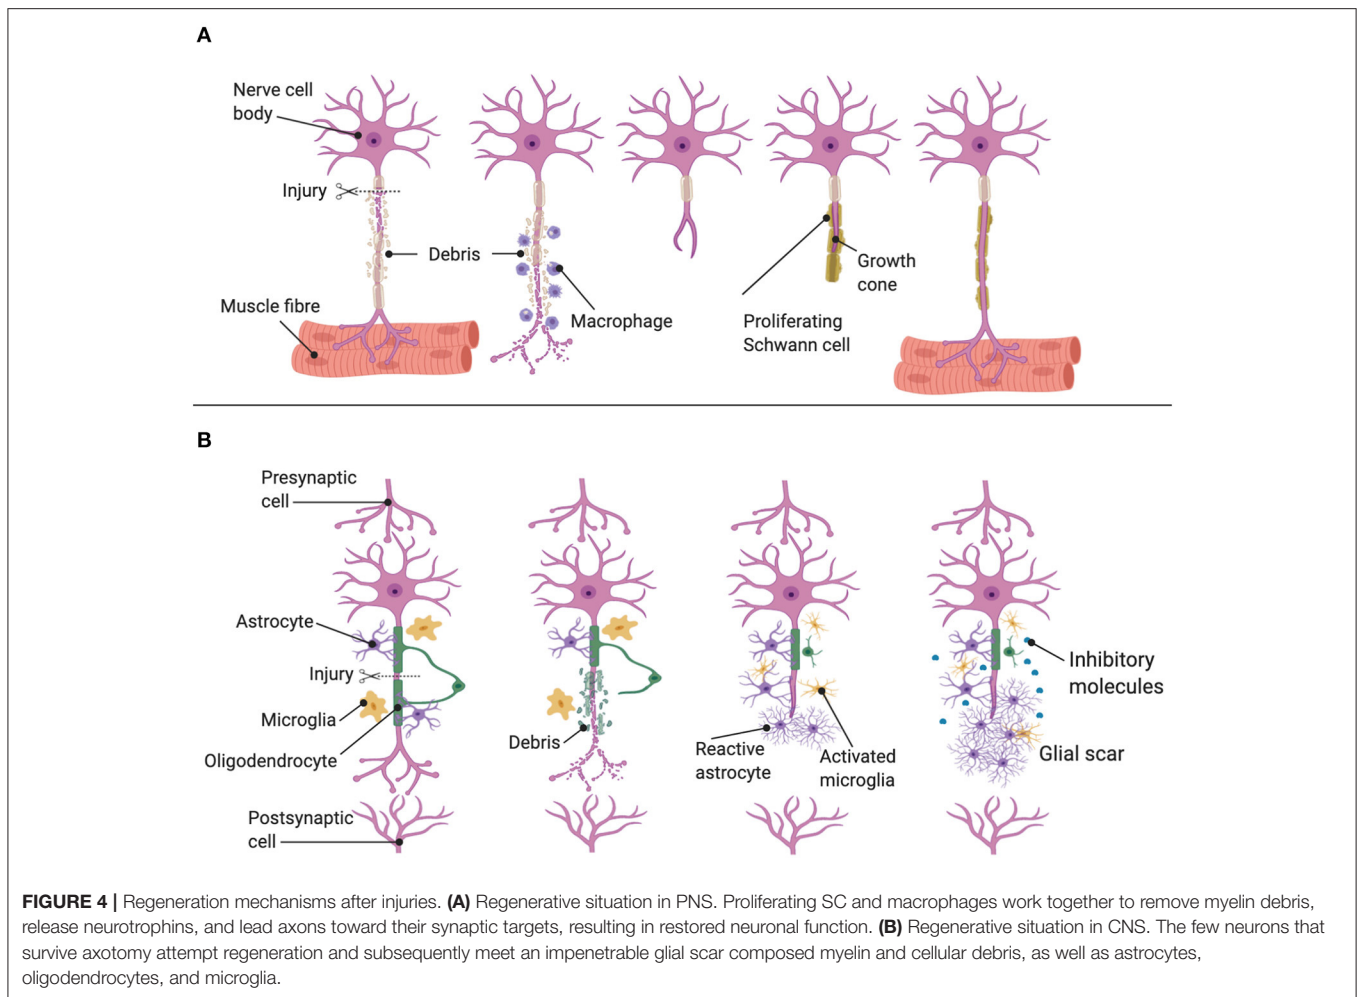 A
Nerve cell
body
Injury
Debris
Muscle fibre
Macrophage
Growth
cone
Proliferating
Schwann cell
B
Presynaptic
cell
Astrocyte
Injury
Microglia
Oligodendrocyte
Debris
Reactive
astrocyte
Activated
microglia
Inhibitory
molecules
Glial scar
Postsynaptic
cell
FIGURE 4 | Regeneration mechanisms after injuries. (A) Regenerative situation in PNS. Proliferating SC and macrophages work together to remove myelin debris,
release neurotrophins, and lead axons toward their synaptic targets, resulting in restored neuronal function. (B) Regenerative situation in CNS. The few neurons that
survive axotomy attempt regeneration and subsequently meet an impenetrable glial scar composed myelin and cellular debris, as well as astrocytes,
oligodendrocytes, and microglia.